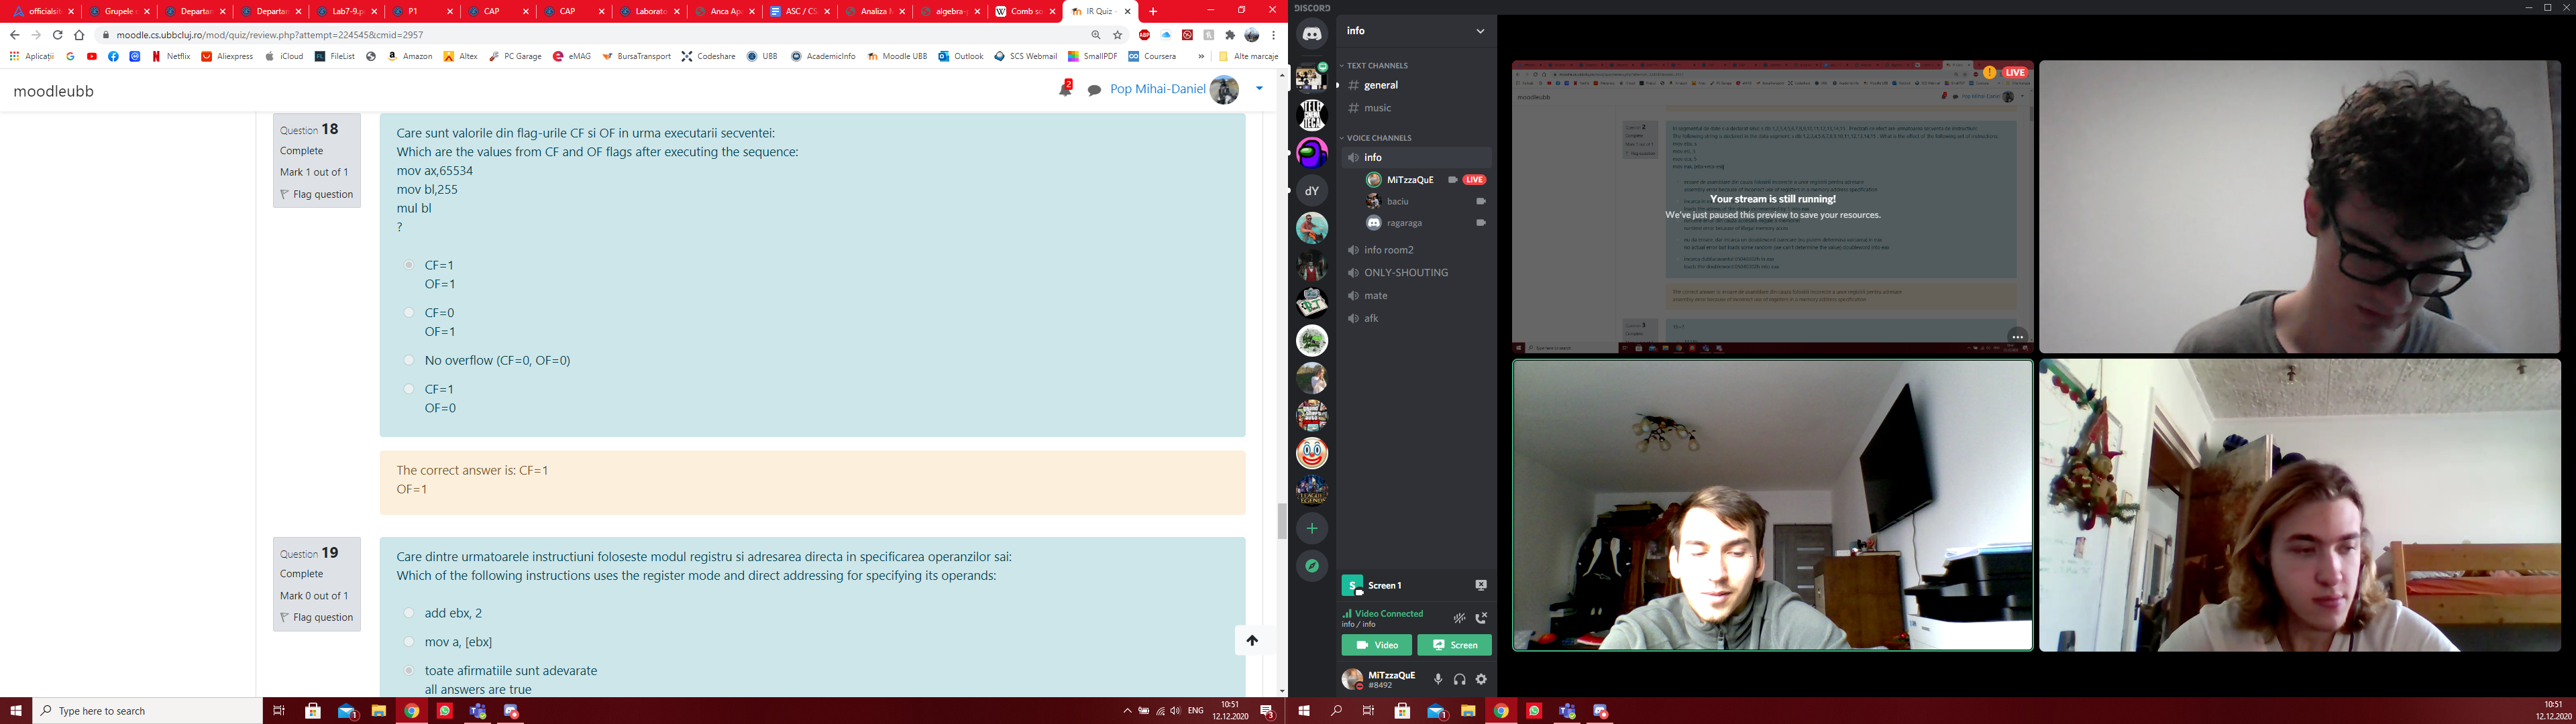 officialsit
Grupele
Departar
Departar
Lab7-9.p
P1
CAP
CAP
Laborato
Anca Ap
ASC / CS
Analiza
algebra-
Comb so
IR Quiz
moodle.cs.ubbcluj.ro/mod/quiz/review.php?attempt=224545&cmid=2957
Aplicații
Netflix
Aliexpress
iCloud
FileList
Amazon
Altex
PC Garage
eMAG
BursaTransport
Codeshare
UBB
AcademicInfo
Moodle UBB
Outlook
SCS Webmail
SmallPDF
Coursera
»
Alte marcaje
moodleubb
2
Pop Mihai-Daniel
Question 18
Complete
Mark 1 out of 1
Flag question
Care sunt valorile din flag-urile CF si OF in urma executarii secventei:
Which are the values from CF and OF flags after executing the sequence:
mov ax,65534
mov bl,255
mul bl
?
CF=1
OF=1
CF=0
OF=1
No overflow (CF=0, OF=0)
CF=1
OF=0
The correct answer is: CF=1
OF=1
Question 19
Complete
Mark 0 out of 1
Flag question
Care dintre urmatoarele instructiuni foloseste modul registru si adresarea directa in specificarea operanzilor sai:
Which of the following instructions uses the register mode and direct addressing for specifying its operands:
add ebx, 2
mov a, [ebx]
toate afirmatiile sunt adevarate
all answers are true
Type here to search
ENG
10:51
12.12.2020
DISCORD
info
TEXT CHANNELS
# general
# music
VOICE CHANNELS
info
MiTzzaQuE
LIVE
baciu
ragaraga
info room2
ONLY-SHOUTING
mate
afk
dY
LEAGUE
LEGENDS
S
Screen 1
Video Connected
info / info
Video
Screen
MiTzzaQuE
#8492
LIVE
moodleubb
Your stream is still running!
We've just paused this preview to save your resources.
10:51
12.12.2020